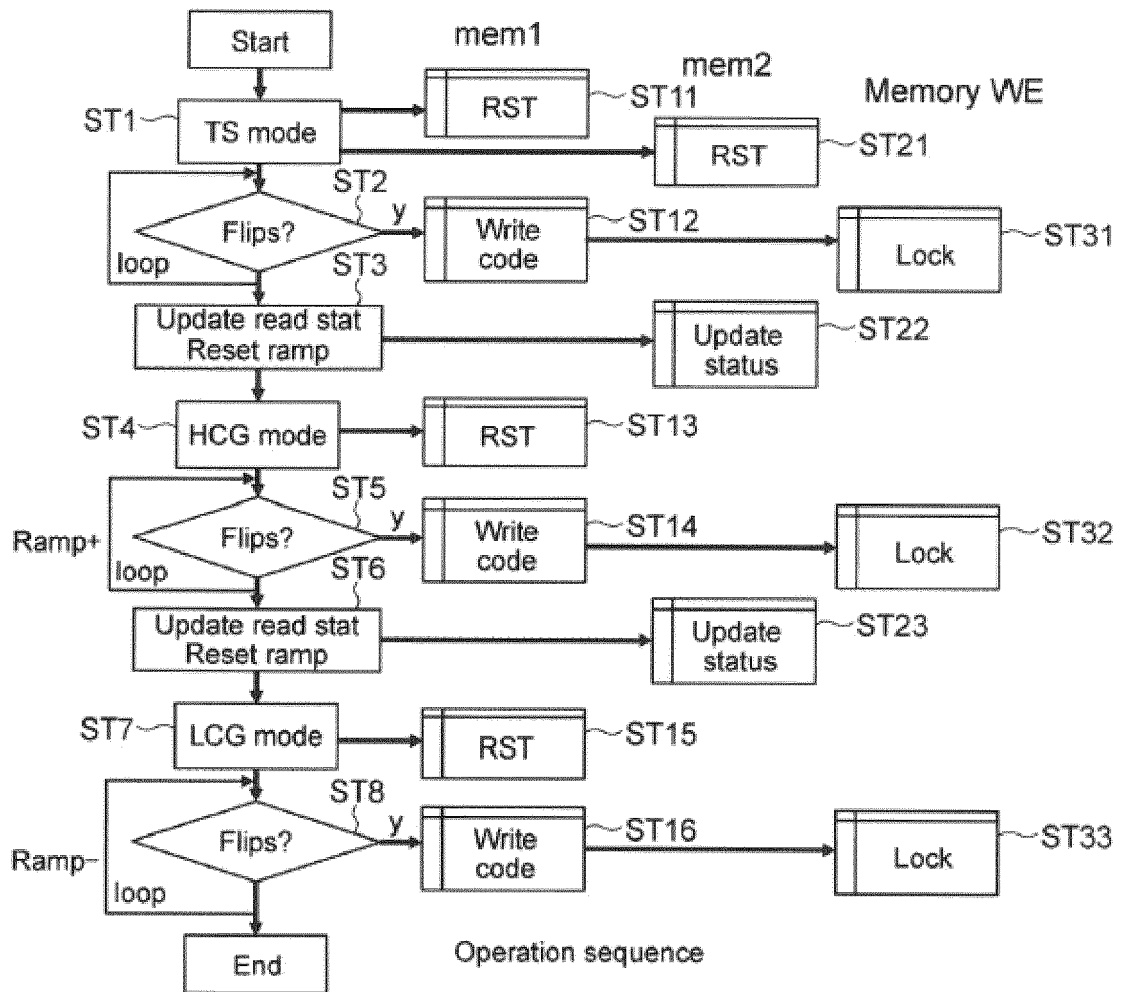 Start
mem1
mem2
Memory WE
ST1
TS mode
RST
ST11
RST
ST21
ST2
Flips?
y
loop
Write
code
ST12
Lock
ST31
ST3
Update read stat
Reset ramp
Update
status
ST22
ST4
HCG mode
RST
ST13
ST5
Ramp+
Flips?
y
loop
Write
code
ST14
Lock
ST32
ST6
Update read stat
Reset ramp
Update
status
ST23
ST7
LCG mode
RST
ST15
ST8
Ramp−
Flips?
y
loop
Write
code
ST16
Lock
ST33
End
Operation sequence